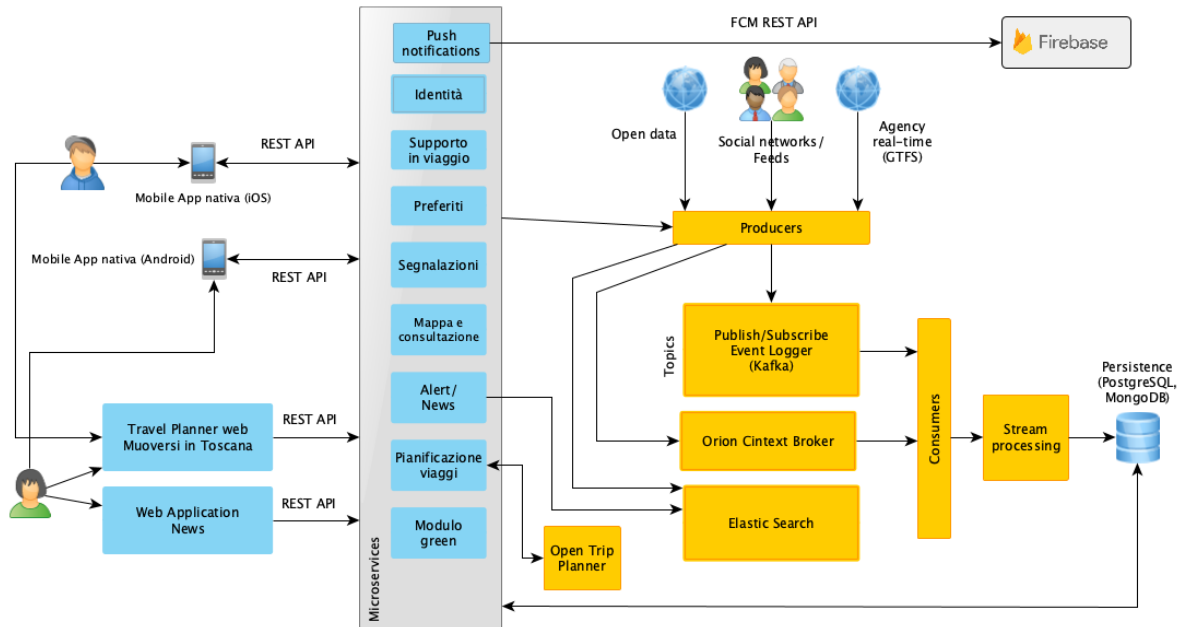 Push
notifications
Identità
Supporto
in viaggio
Preferiti
Segnalazioni
Mappa e
consultazione
Alert/
News
Pianificazione
viaggi
Modulo
green
Microservices
FCM REST API
Firebase
Open data
Social networks/
Feeds
Agency
real-time
(GTFS)
REST API
Mobile App nativa (iOS)
Mobile App nativa (Android)
REST API
Travel Planner web
Muoversi in Toscana
REST API
Web Application
News
REST API
Producers
Topics
Publish/Subscribe
Event Logger
(Kafka)
Orion Cintext Broker
Elastic Search
Open Trip
Planner
Consumers
Stream
processing
Persistence
(PostgreSQL,
MongoDB)